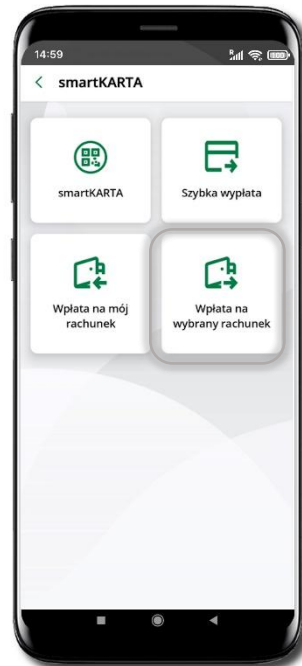 14:59
smartKARTA
smartKARTA
Szybka wypłata
Wpłata na mój
rachunek
Wpłata na
wybrany rachunek